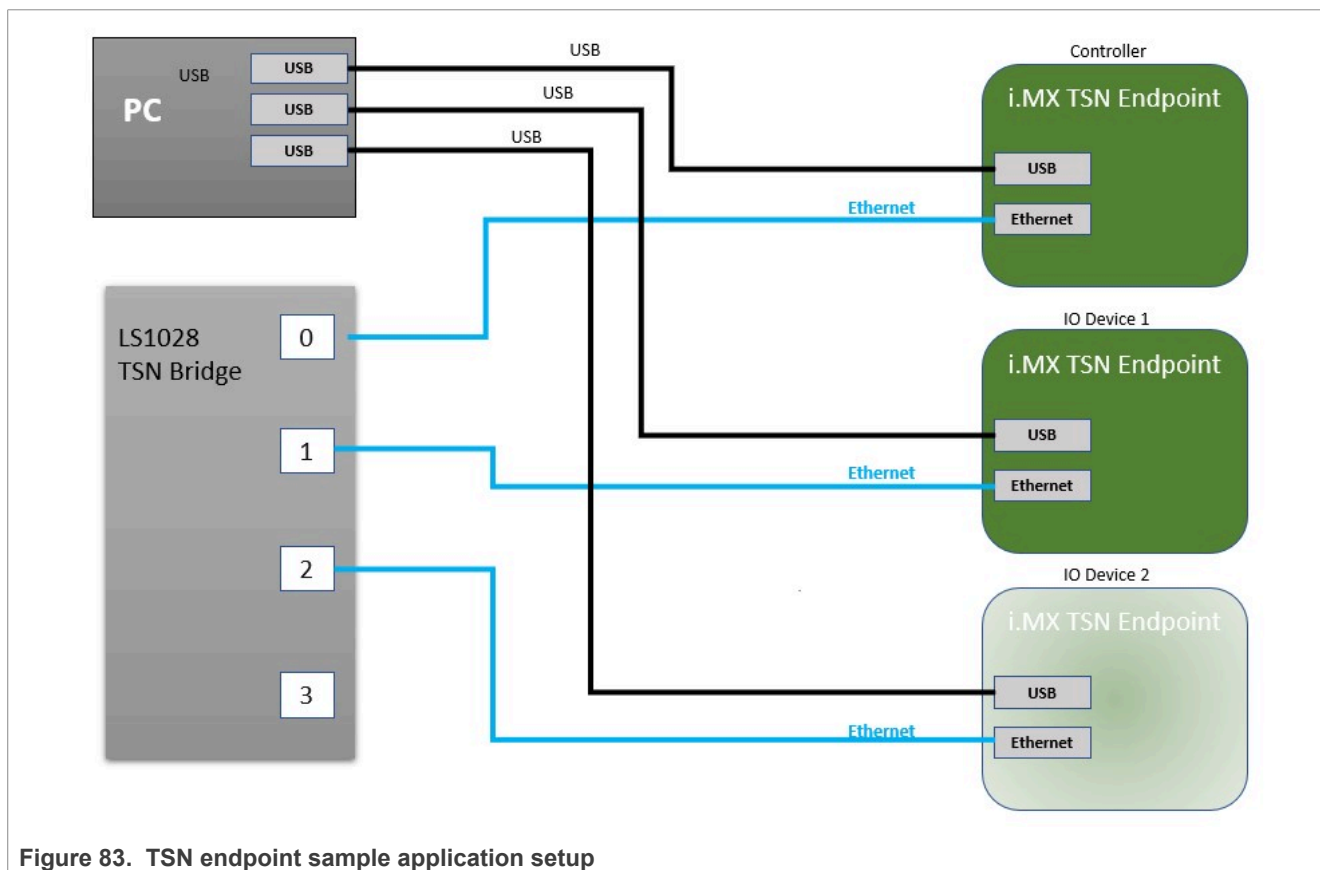 USB
PC
USB
USB
USB
USB
USB
USB
Controller
i.MX TSN Endpoint
USB
Ethernet
Ethernet
LS1028
TSN Bridge
0
1
2
3
IO Device 1
i.MX TSN Endpoint
USB
Ethernet
Ethernet
IO Device 2
i.MX TSN Endpoint
USB
Ethernet
Ethernet
Figure 83. TSN endpoint sample application setup